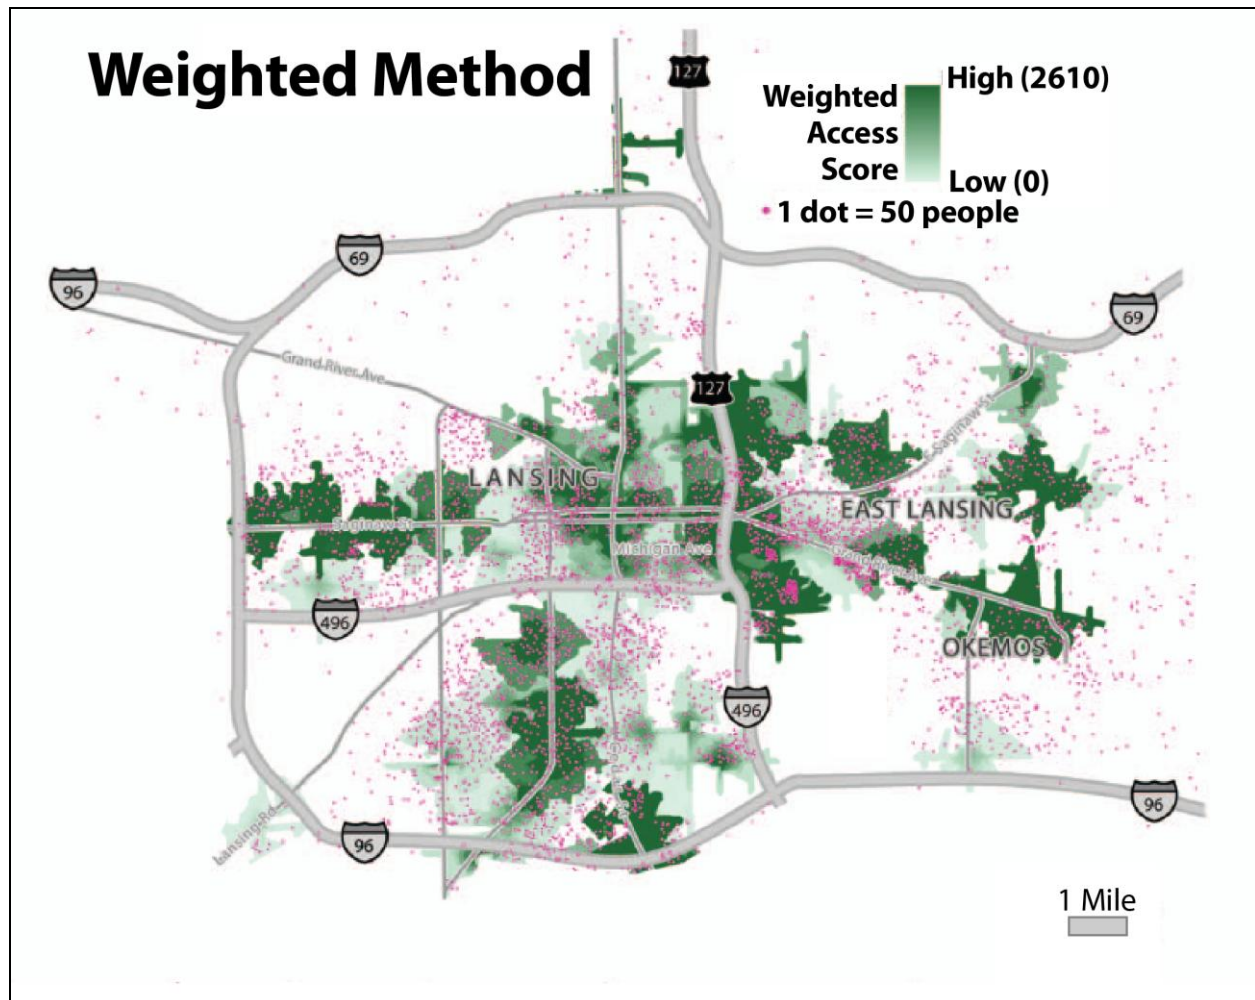 Weighted Method
127
Weighted
Access
Score
High (2610)
Low (0)
1 dot = 50 people
69
96
69
Grand River Ave
127
Saginaw St
LANSING
EAST LANSING
Saginaw St
Michigan Ave
Grand River Ave
496
OKEMOS
496
Lansing Rd
96
96
1 Mile